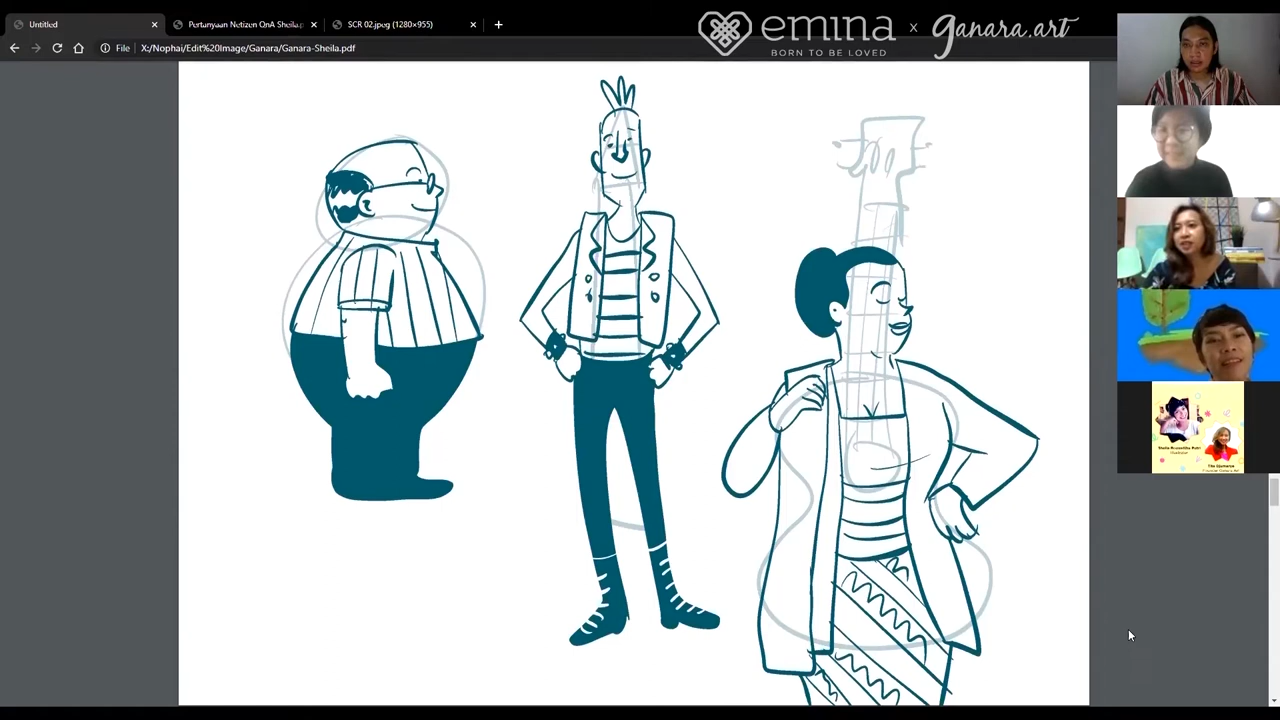 Untitled
Pertanyaan Netizen QnA Sheila.p
SCR 02.jpeg (1280×955)
emina x ganara.art
BORN TO BE LOVED
File X:/Nophai/Edit%20Image/Ganara/Ganara-Sheila.pdf